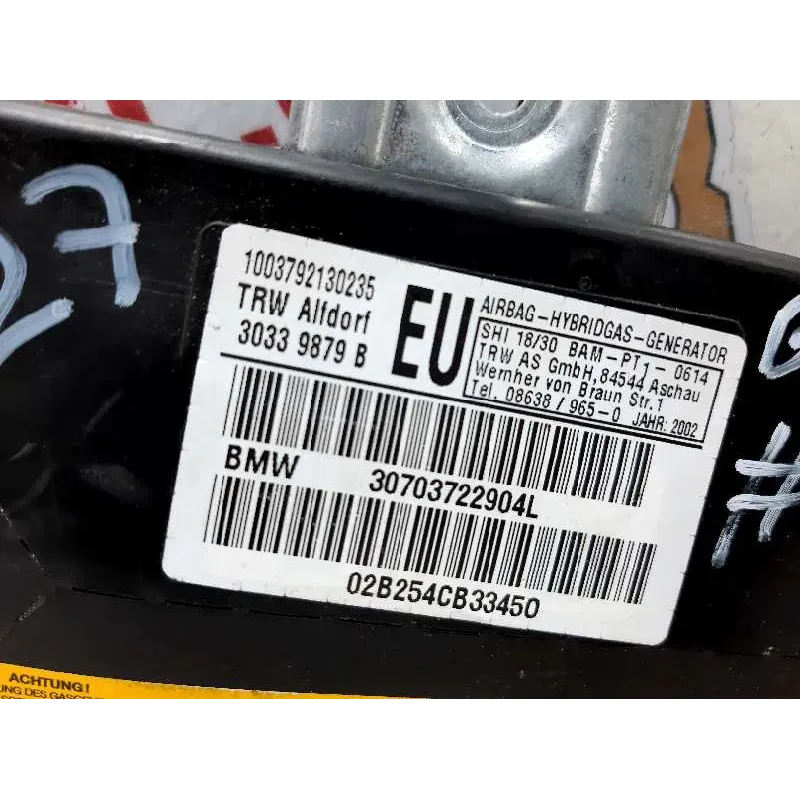 27
1003792130235
TRW Alfdorf
3033 9879 B
EU
AIRBAG-HYBRIDGAS-GENERATOR
SHI 18/30 BAM-PT1-0614
TRW AS GmbH, 84544 Aschau
Wernher von Braun Str.1
Tel. 08638 / 965-0 JAHR: 2002
BMW 30703722904L
02B254CB33450
#
ACHTUNG!